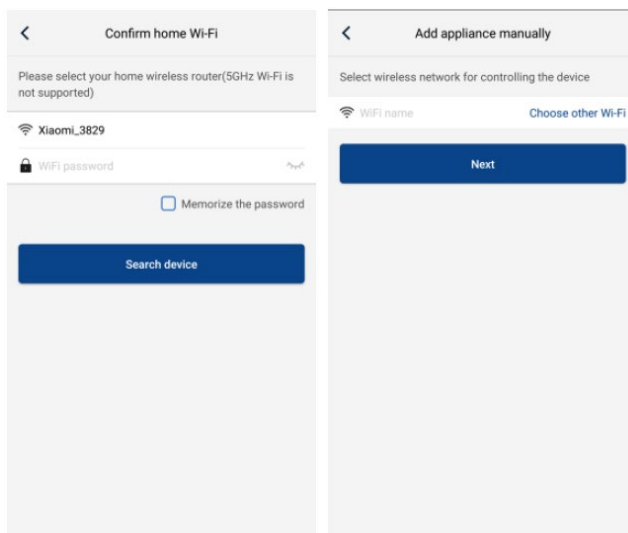 Confirm home Wi-Fi
Please select your home wireless router(5GHz Wi-Fi is
not supported)
Xiaomi_3829
WiFi password
Memorize the password
Search device
Add appliance manually
Select wireless network for controlling the device
WiFi name
Choose other Wi-Fi
Next